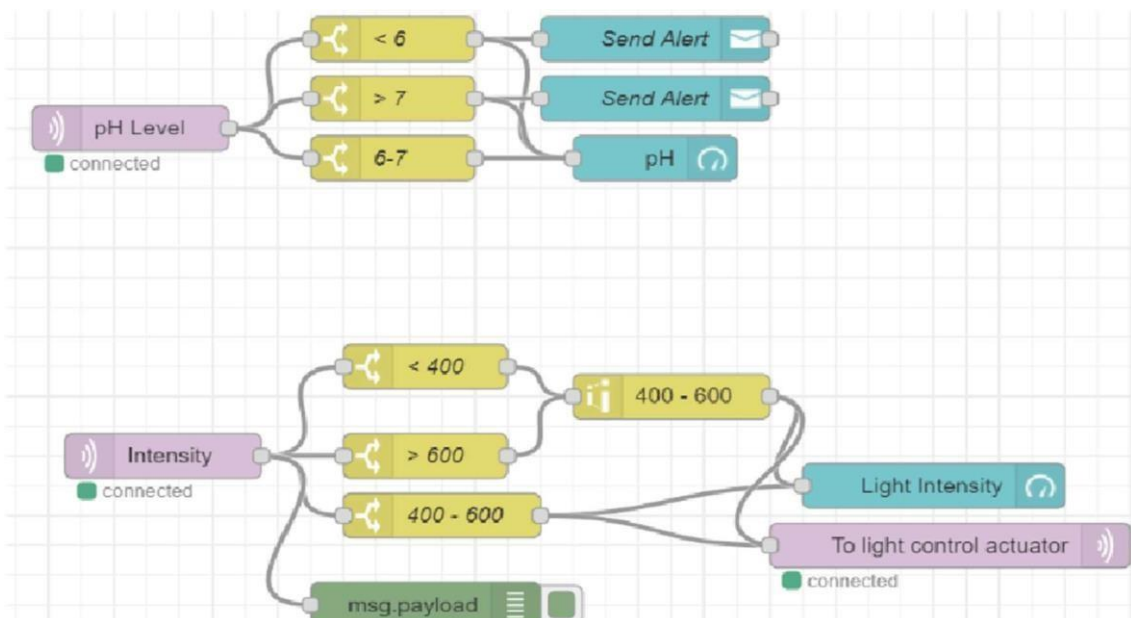 < 6
Send Alert
> 7
Send Alert
pH Level
connected
6-7
pH
< 400
400 - 600
Intensity
connected
> 600
Light Intensity
400 - 600
To light control actuator
connected
msg.payload